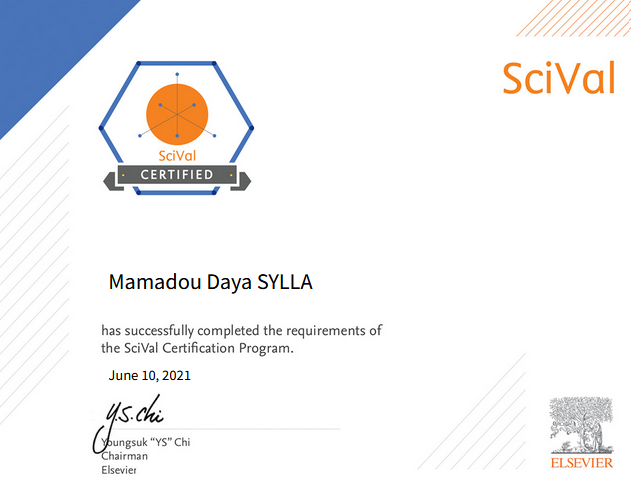 SciVal
SciVal
CERTIFIED
Mamadou Daya SYLLA
has successfully completed the requirements of
the SciVal Certification Program.
June 10, 2021
y.s.chi
Youngsuk “YS” Chi
Chairman
Elsevier
ELSEVIER